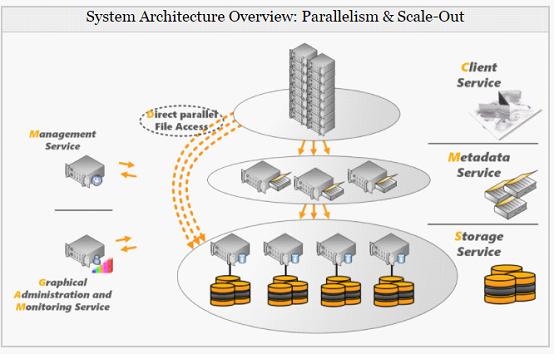 System Architecture Overview: Parallelism & Scale-Out
Direct parallel
File Access
Client
Service
Management
Service
Metadata
Service
Storage
Service
Graphical
Administration and
Monitoring Service